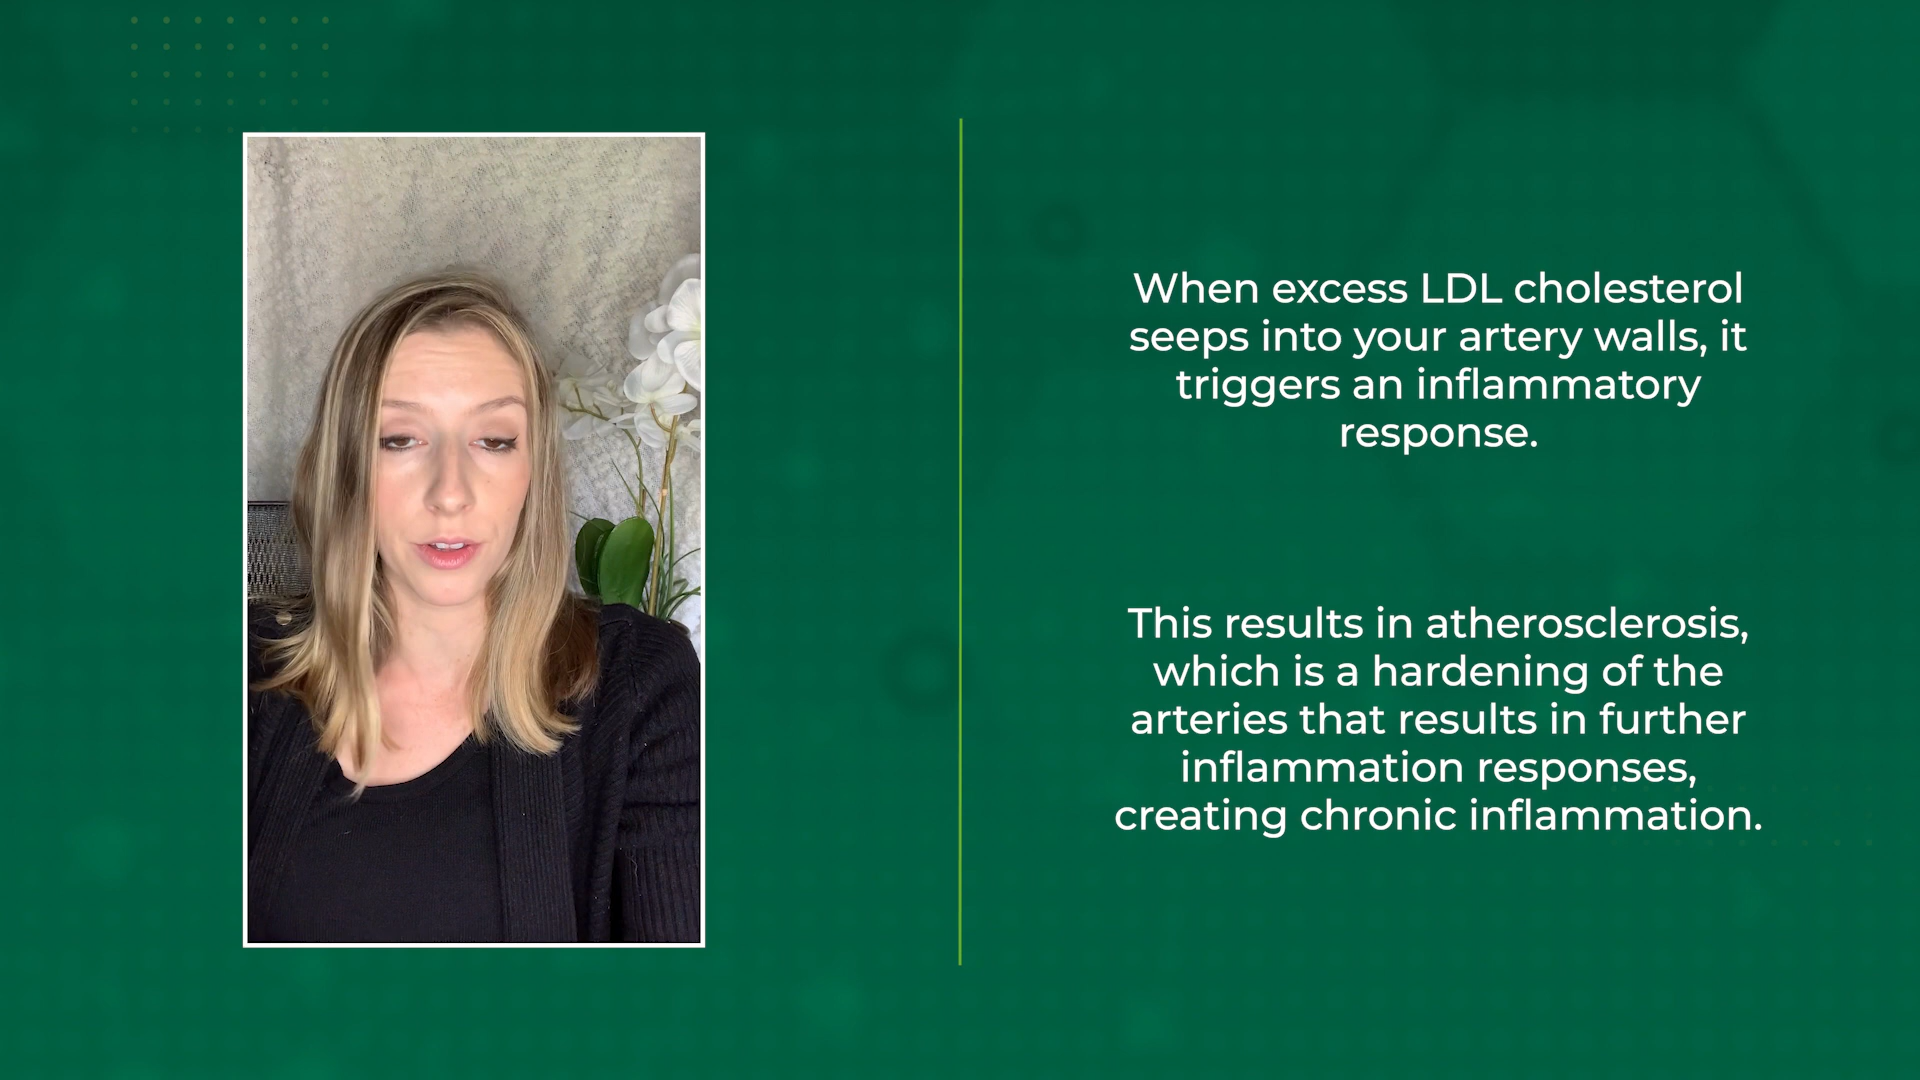 When excess LDL cholesterol
seeps into your artery walls, it
triggers an inflammatory
response.
This results in atherosclerosis,
which is a hardening of the
arteries that results in further
inflammation responses,
creating chronic inflammation.